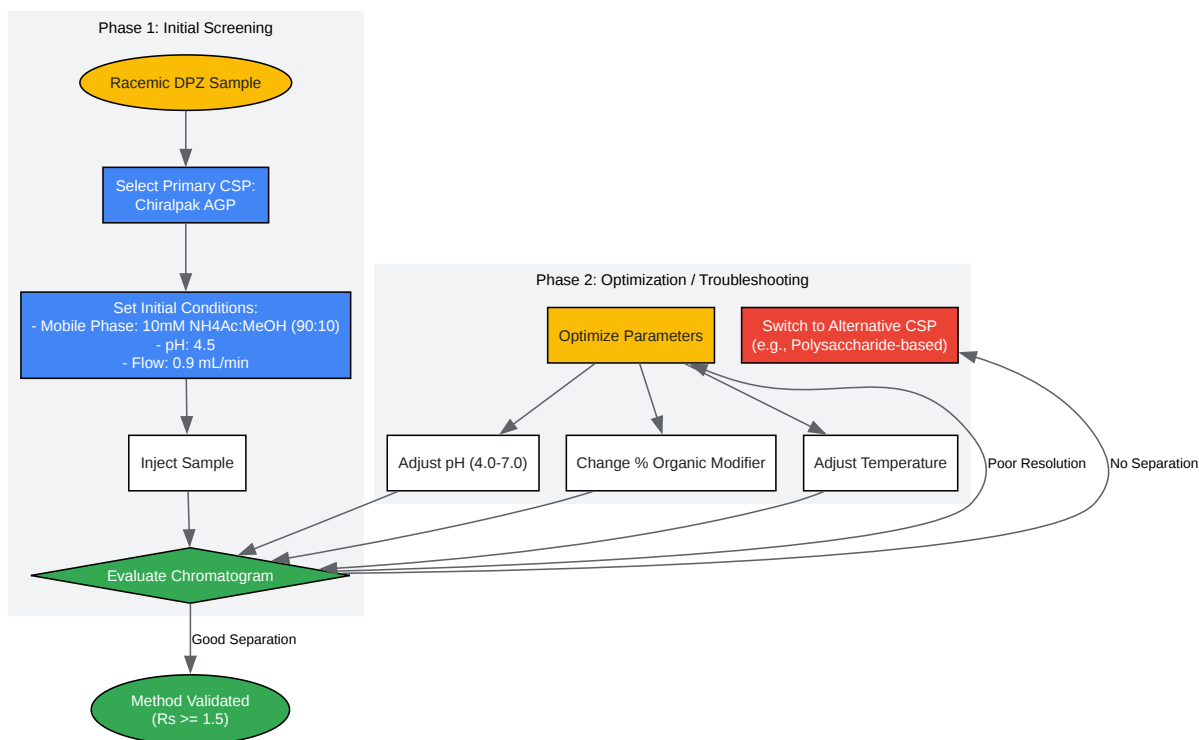 Phase 1: Initial Screening
Racemic DPZ Sample
Select Primary CSP:
Chiralpak AGP
Set Initial Conditions:
- Mobile Phase: 10mM NH4Ac:MeOH (90:10)
- pH: 4.5
- Flow: 0.9 mL/min
Inject Sample
Evaluate Chromatogram
Good Separation
Method Validated
(Rs >= 1.5)
Phase 2: Optimization / Troubleshooting
Optimize Parameters
Switch to Alternative CSP
(e.g., Polysaccharide-based)
Adjust pH (4.0-7.0)
Change % Organic Modifier
Adjust Temperature
Poor Resolution
No Separation